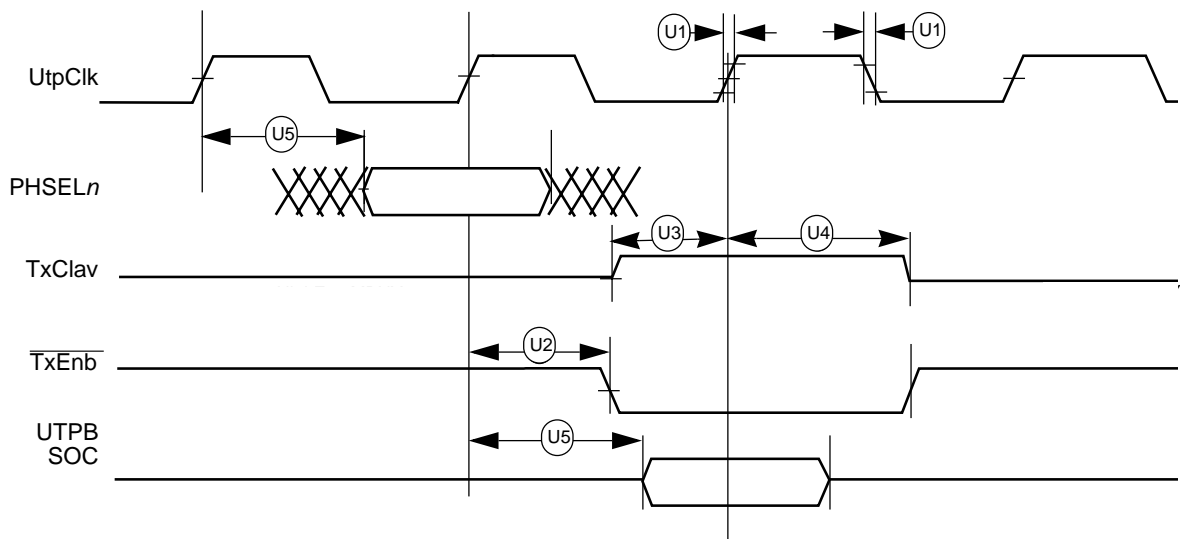 U1
U1
UtpClk
U5
PHSELn
U3
U4
TxClav
U2
TxEnb
UTPB
SOC
U5